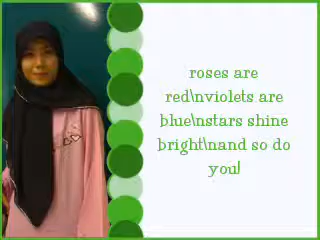 roses are
red\nviolets are
blue\nstars shine
bright\nand so do
you!